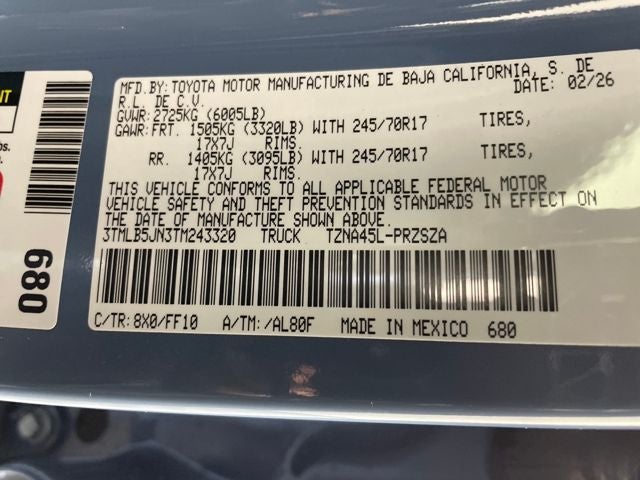 MFD.BY: TOYOTA MOTOR MANUFACTURING DE BAJA CALIFORNIA, S. DE
R.L. DE C.V. DATE: 02/26
GVWR: 2725KG (6005LB)
GAWR: FRT. 1505KG (3320LB) WITH 245/70R17 TIRES,
17X7J RIMS.
RR. 1405KG (3095LB) WITH 245/70R17 TIRES,
17X7J RIMS.
THIS VEHICLE CONFORMS TO ALL APPLICABLE FEDERAL MOTOR
VEHICLE SAFETY AND THEFT PREVENTION STANDARDS IN EFFECT ON
THE DATE OF MANUFACTURE SHOWN ABOVE.
3TMLB5JN3TM243320 TRUCK TZNA45L-PRZSZA
C/TR: 8X0/FF10 A/TM: /AL80F MADE IN MEXICO 680
680